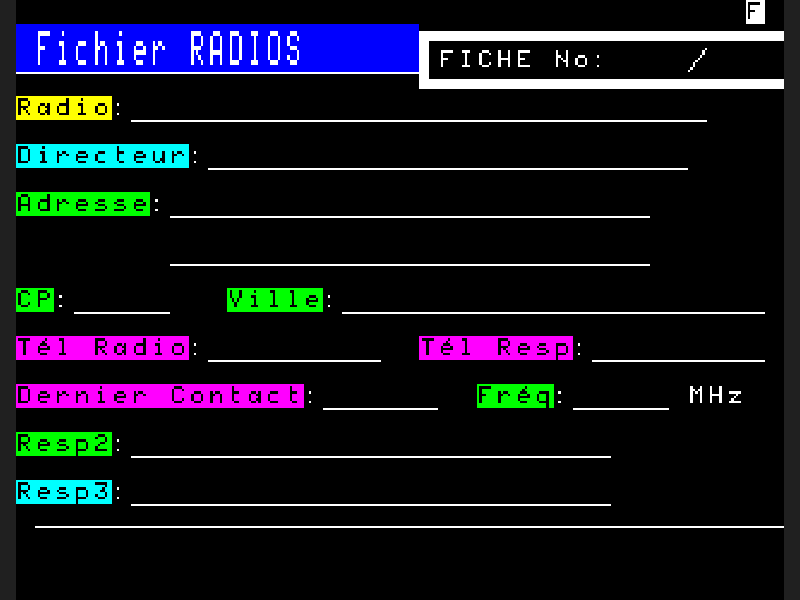 F
Fichier RADIOS
FICHE No: /
Radio:
Directeur:
Adresse:
CP: Ville:
Tél Radio: Tél Resp:
Dernier Contact: Fréq: MHz
Resp2:
Resp3: